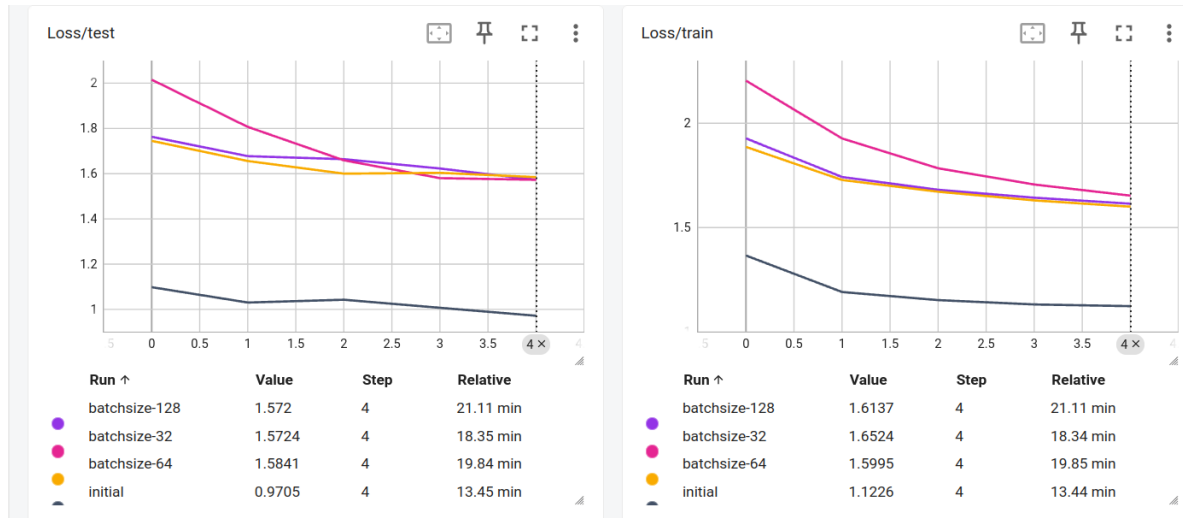 Loss/test
2
1.8
1.6
1.4
1.2
1
5 0 0.5 1 1.5 2 2.5 3 3.5 4 × 4
Run ↑ Value Step Relative
batchsize-128 1.572 4 21.11 min
batchsize-32 1.5724 4 18.35 min
batchsize-64 1.5841 4 19.84 min
initial 0.9705 4 13.45 min
Loss/train
2
1.5
5 0 0.5 1 1.5 2 2.5 3 3.5 4 × 4
Run ↑ Value Step Relative
batchsize-128 1.6137 4 21.11 min
batchsize-32 1.6524 4 18.34 min
batchsize-64 1.5995 4 19.85 min
initial 1.1226 4 13.44 min